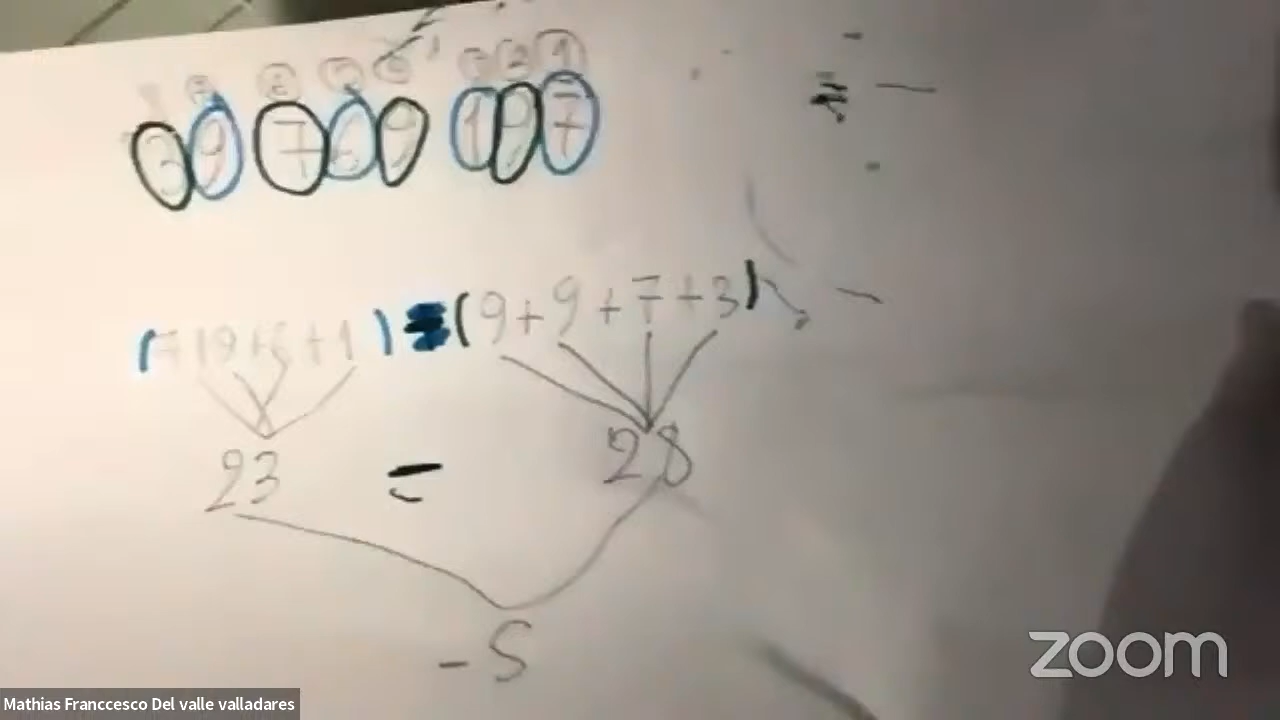 3 9 7 6 9 1 9 7
(7+9+6+1) - (9+9+7+3)
23 - 28
-5
zoom
Mathias Franccesco Del valle valladares